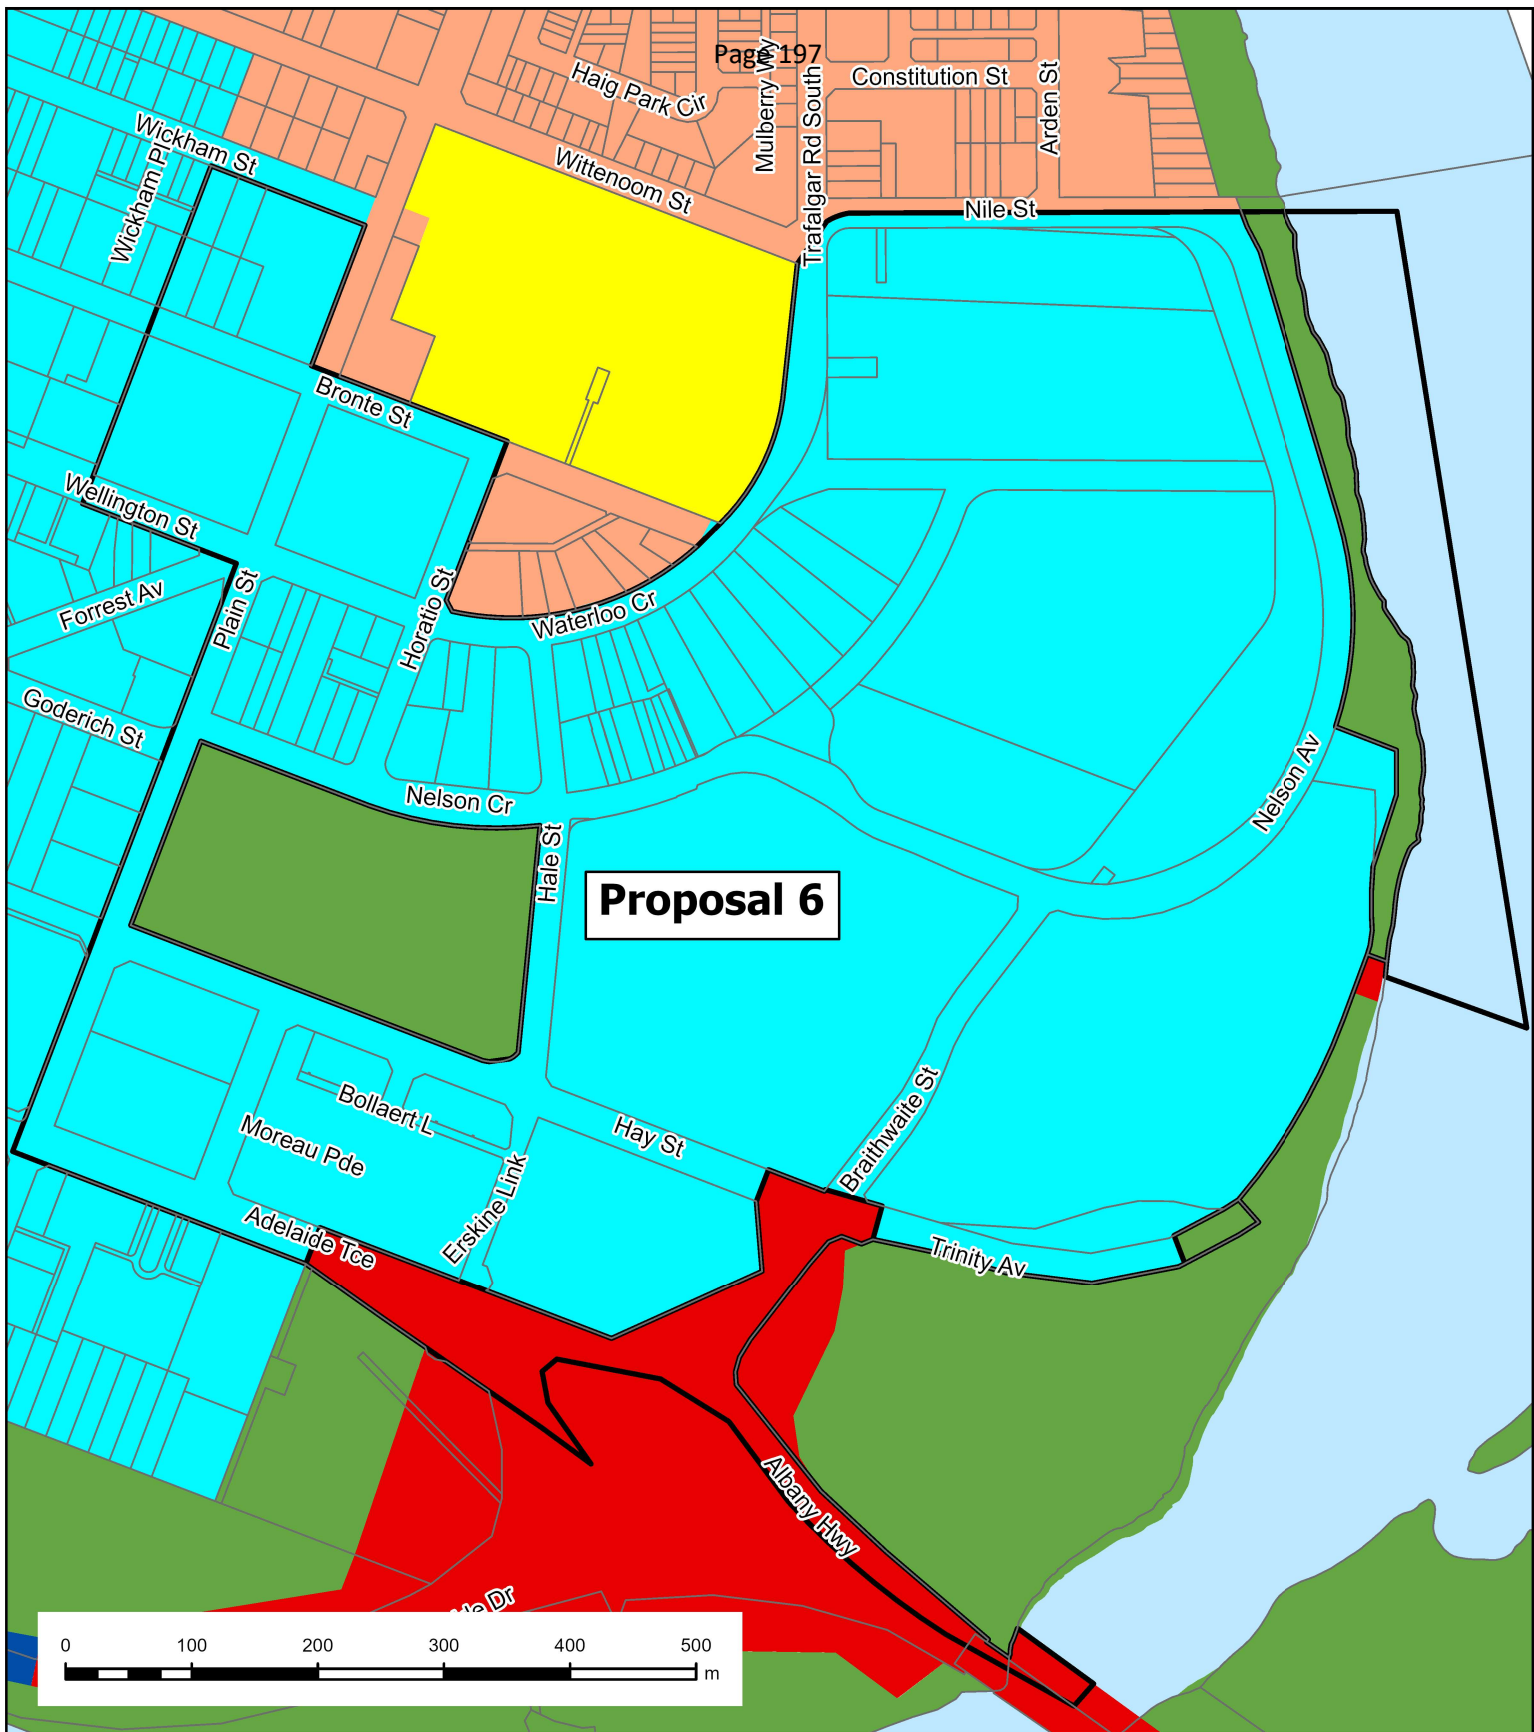 Page 197
Haig Park Cir
Mulberry Wy
Trafalgar Rd South
Constitution St
Arden St
Wickham St
Wickham Pl
Wittenoom St
Nile St
Bronte St
Wellington St
Forrest Av
Plain St
Horatio St
Waterloo Cr
Goderich St
Nelson Cr
Nelson Av
Hale St
Proposal 6
Bollaert L
Moreau Pde
Hay St
Braithwaite St
Erskine Link
Adelaide Tce
Trinity Av
Albany Hwy
Dr
0 100 200 300 400 500
m